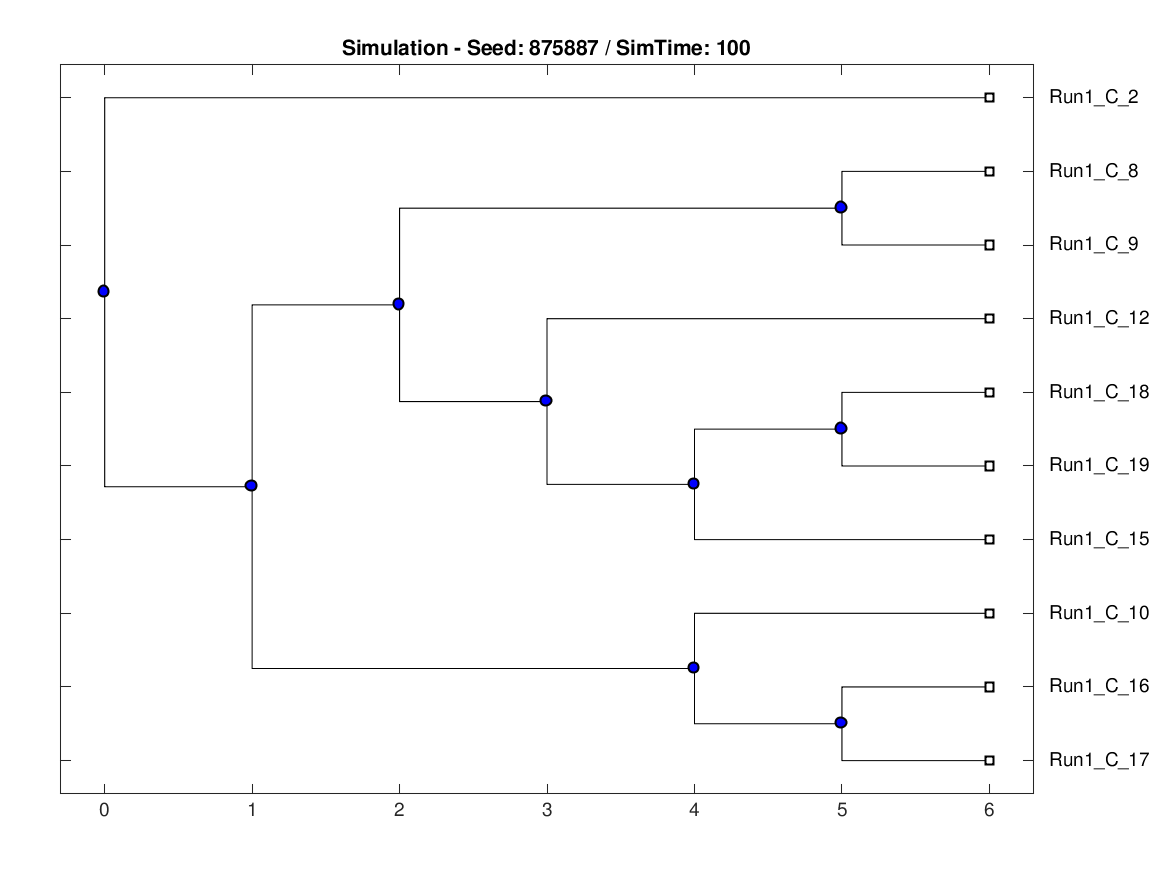 Simulation - Seed: 875887 / SimTime: 100
Run1_C_2
Run1_C_8
Run1_C_9
Run1_C_12
Run1_C_18
Run1_C_19
Run1_C_15
Run1_C_10
Run1_C_16
Run1_C_17
0 1 2 3 4 5 6